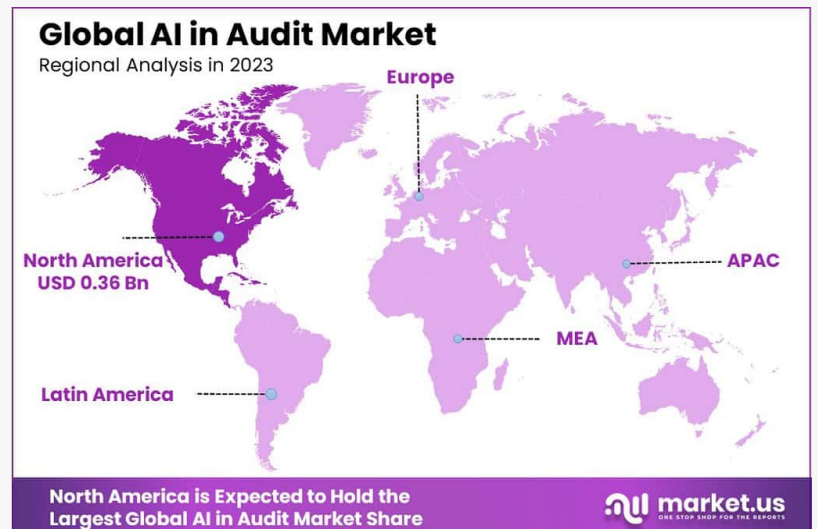 Global AI in Audit Market
Regional Analysis in 2023
Europe
North America
USD 0.36 Bn
APAC
MEA
Latin America
North America is Expected to Hold the
Largest Global AI in Audit Market Share
market.us
ONE STOP SHOP FOR THE REPORTS